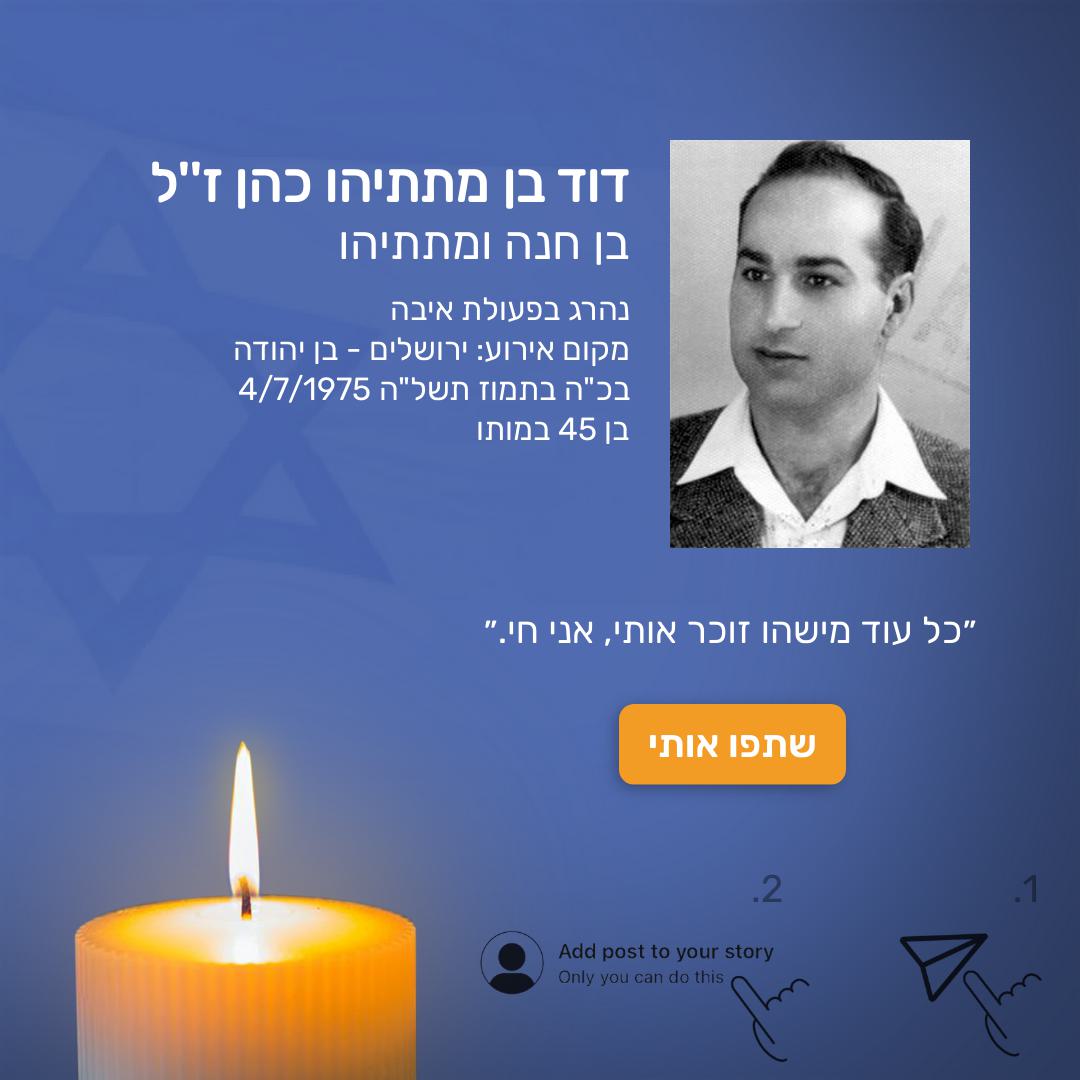 דוד בן מתתיהו כהן ז"ל
בן חנה ומתתיהו
נהרג בפעולת איבה
מקום אירוע: ירושלים - בן יהודה
בכ"ה בתמוז תשל"ה 4/7/1975
בן 45 במותו
״כל עוד מישהו זוכר אותי, אני חי.״
שתפו אותי
.1
.2
Add post to your story
Only you can do this